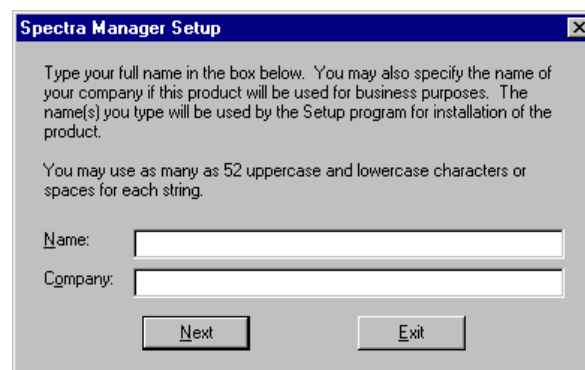 Spectra Manager Setup
Type your full name in the box below. You may also specify the name of
your company if this product will be used for business purposes. The
name(s) you type will be used by the Setup program for installation of the
product.
You may use as many as 52 uppercase and lowercase characters or
spaces for each string.
Name:
Company:
Next Exit